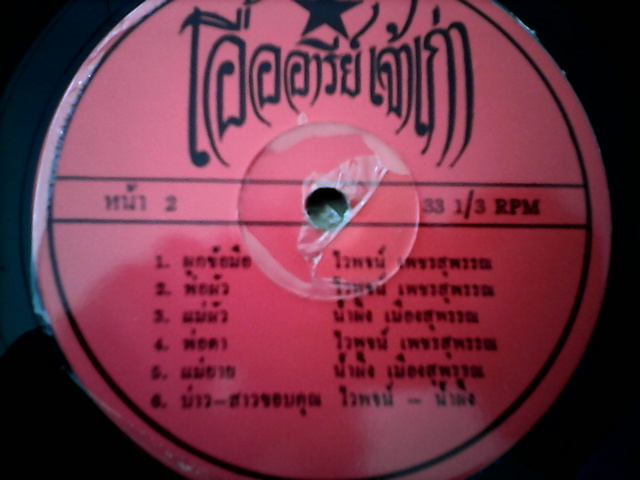 เอื้ออารีย์เจ้าเก่า
หน้า 2 33 1/3 RPM
1. ผูกข้อมือ ไวพจน์ เพชรสุพรรณ
2. พ่อผัว ไวพจน์ เพชรสุพรรณ
3. แม่ผัว น้ำผึ้ง เมืองสุพรรณ
4. พ่อตา ไวพจน์ เพชรสุพรรณ
5. แม่ยาย น้ำผึ้ง เมืองสุพรรณ
6. บ่าว-สาวขอบคุณ ไวพจน์ - น้ำผึ้ง